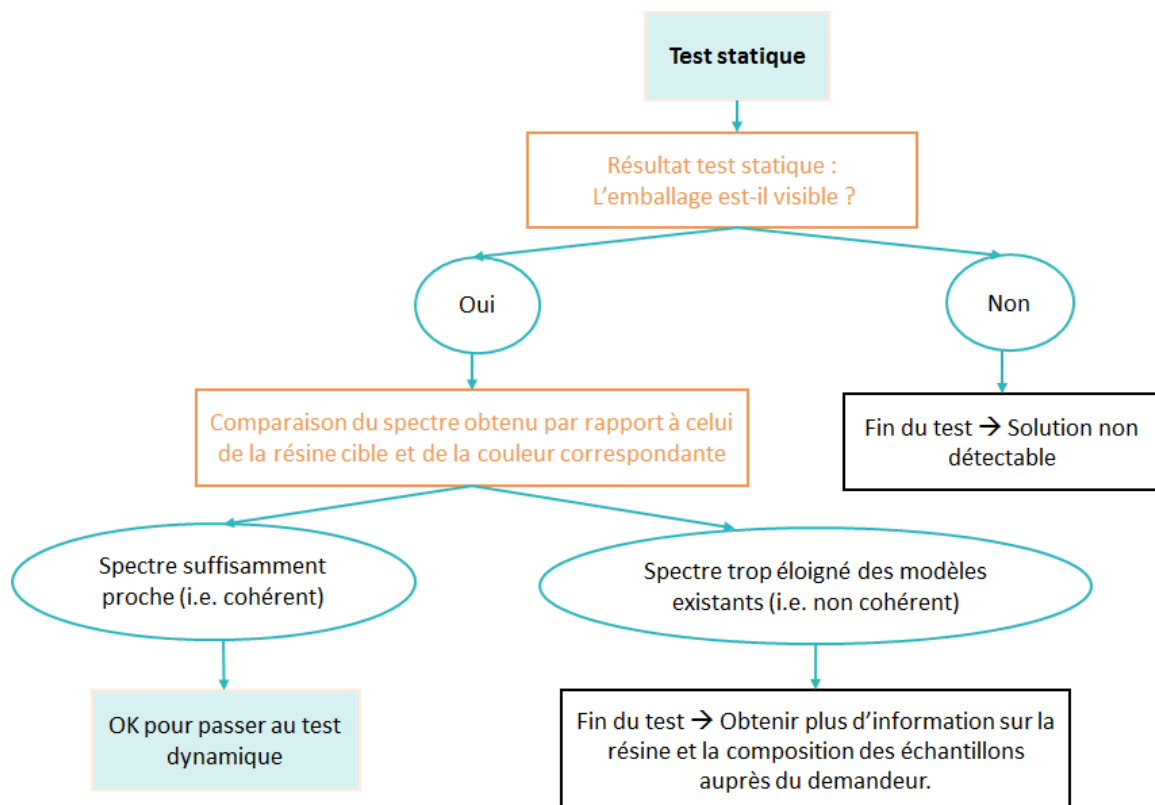 Test statique
Résultat test statique :
L'emballage est-il visible ?
Oui
Non
Comparaison du spectre obtenu par rapport à celui
de la résine cible et de la couleur correspondante
Fin du test → Solution non
détectable
Spectre suffisamment
proche (i.e. cohérent)
Spectre trop éloigné des modèles
existants (i.e. non cohérent)
OK pour passer au test
dynamique
Fin du test → Obtenir plus d'information sur la
résine et la composition des échantillons
auprès du demandeur.